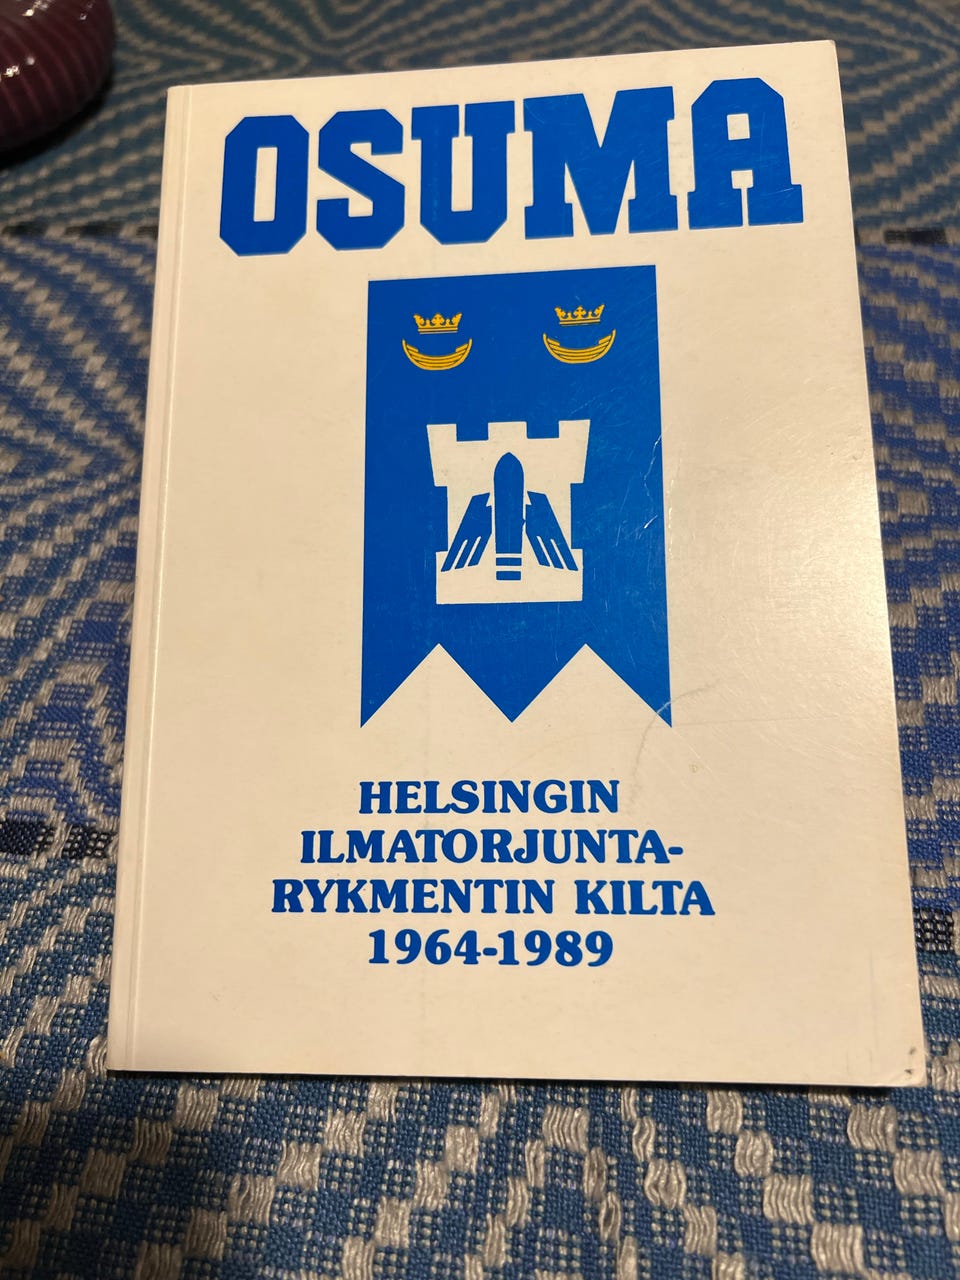 OSUMA
HELSINGIN
ILMATORJUNTA-
RYKMENTIN KILTA
1964-1989